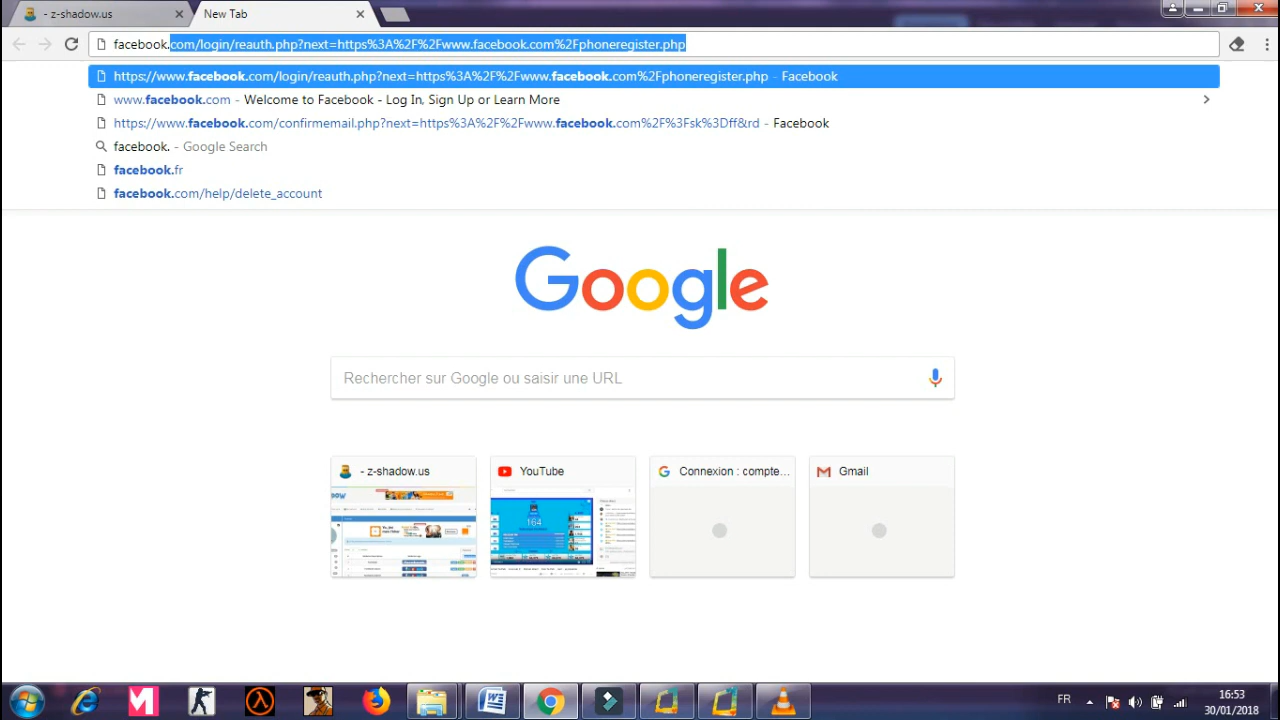 - z-shadow.us
New Tab
facebook.com/login/reauth.php?next=https%3A%2F%2Fwww.facebook.com%2Fphoneregister.php
https://www.facebook.com/login/reauth.php?next=https%3A%2F%2Fwww.facebook.com%2Fphoneregister.php - Facebook
www.facebook.com - Welcome to Facebook - Log In, Sign Up or Learn More
https://www.facebook.com/confirmemail.php?next=https%3A%2F%2Fwww.facebook.com%2F%3Fsk%3Dff&rd - Facebook
facebook. - Google Search
facebook.fr
facebook.com/help/delete_account
Google
Rechercher sur Google ou saisir une URL
- z-shadow.us
YouTube
Connexion : compte...
Gmail
164
FR
16:53
30/01/2018